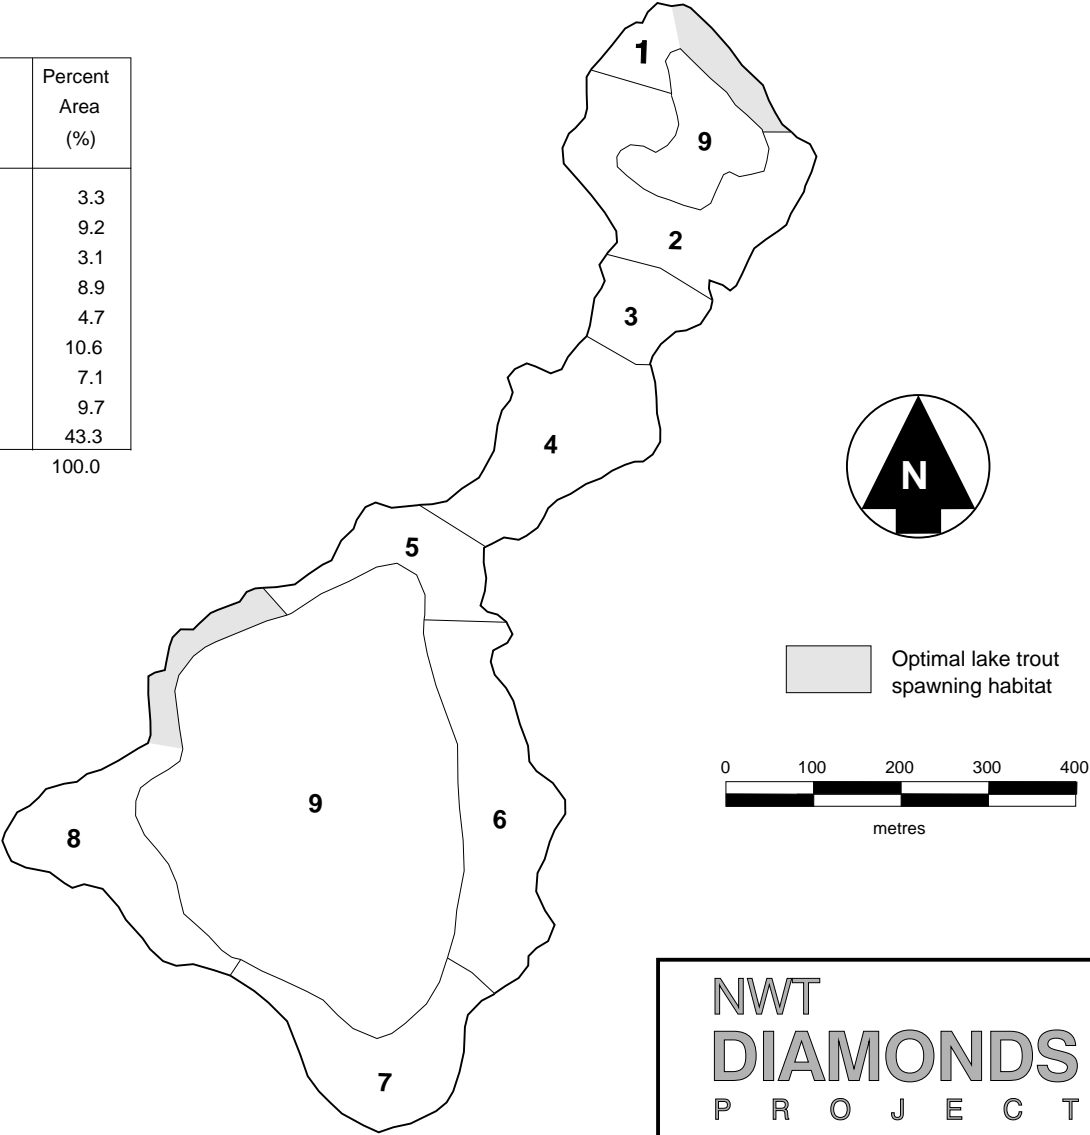 Percent
Area
(%)
3.3
9.2
3.1
8.9
4.7
10.6
7.1
9.7
43.3
100.0
1
9
2
3
4
5
9
6
8
7
N
Optimal lake trout
spawning habitat
0 100 200 300 400
metres
NWT
DIAMONDS
PROJECT